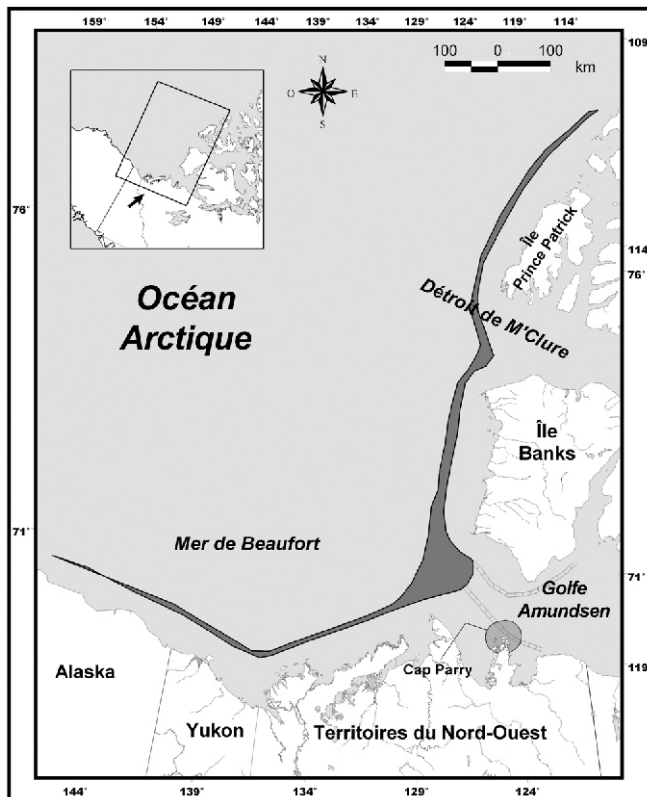 159° 154° 149° 144° 139° 134° 129° 124° 119° 114°
109°
100 0 100
km
N
O E
S
76°
114°
76°
Île
Prince Patrick
Océan
Arctique
Détroit de M'Clure
Île
Banks
71°
Mer de Beaufort
71°
Golfe
Amundsen
119°
Cap Parry
Alaska
Yukon
Territoires du Nord-Ouest
144° 139° 134° 129° 124°